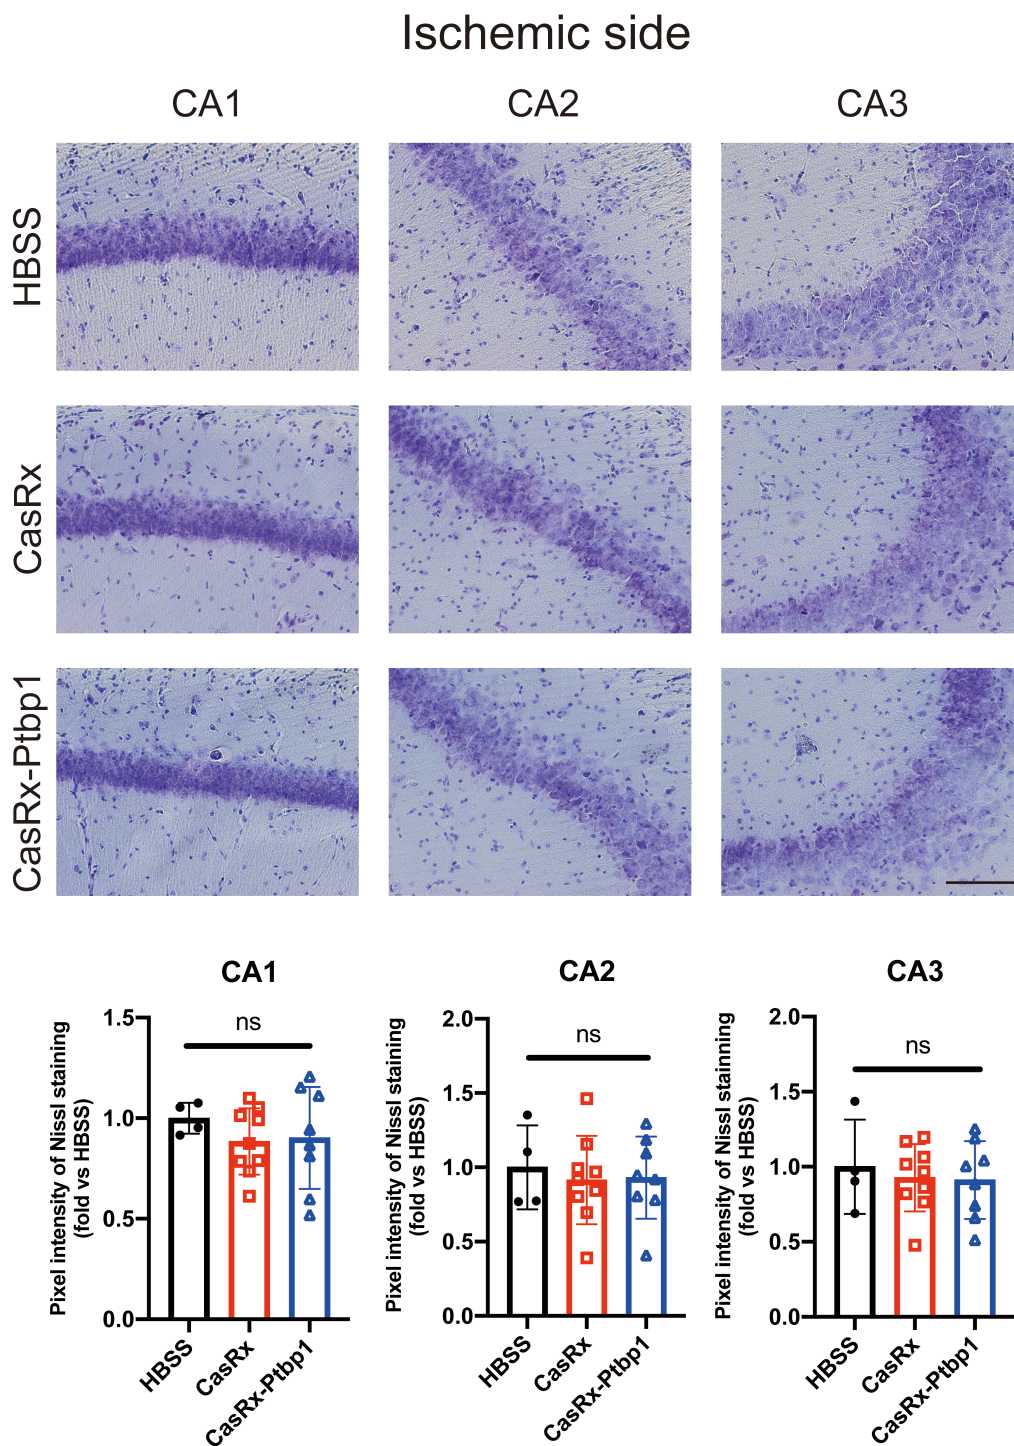 Ischemic side
CA1 CA2 CA3
HBSS
CasRx
CasRx-Ptbp1
CA1
Pixel intensity of Nissl staining
(fold vs HBSS)
1.5
1.0
0.5
0.0
ns
HBSS
CasRx
CasRx-Ptbp1
CA2
Pixel intensity of Nissl staining
(fold vs HBSS)
2.0
1.5
1.0
0.5
0.0
ns
HBSS
CasRx
CasRx-Ptbp1
CA3
Pixel intensity of Nissl staining
(fold vs HBSS)
2.0
1.5
1.0
0.5
0.0
ns
HBSS
CasRx
CasRx-Ptbp1